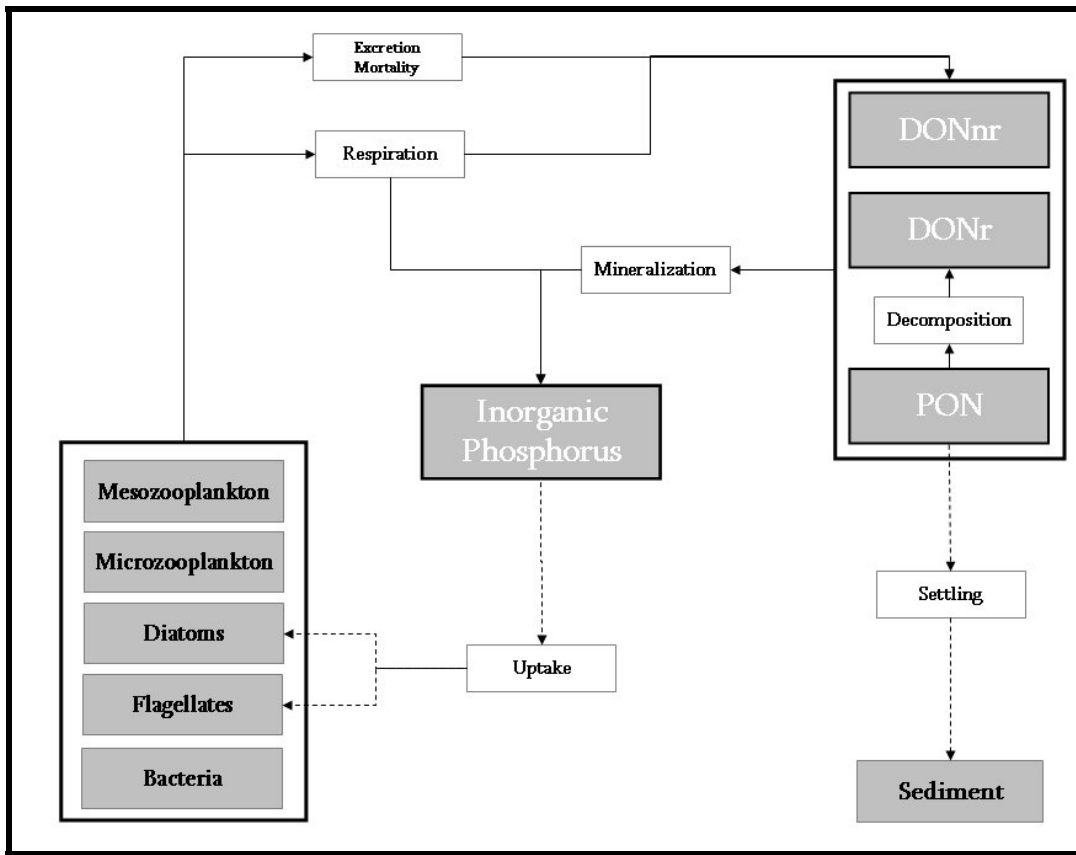 Excretion
Mortality
DONnr
Respiration
DONr
Mineralization
Decomposition
Inorganic
Phosphorus
PON
Mesozooplankton
Microzooplankton
Settling
Diatoms
Uptake
Flagellates
Bacteria
Sediment